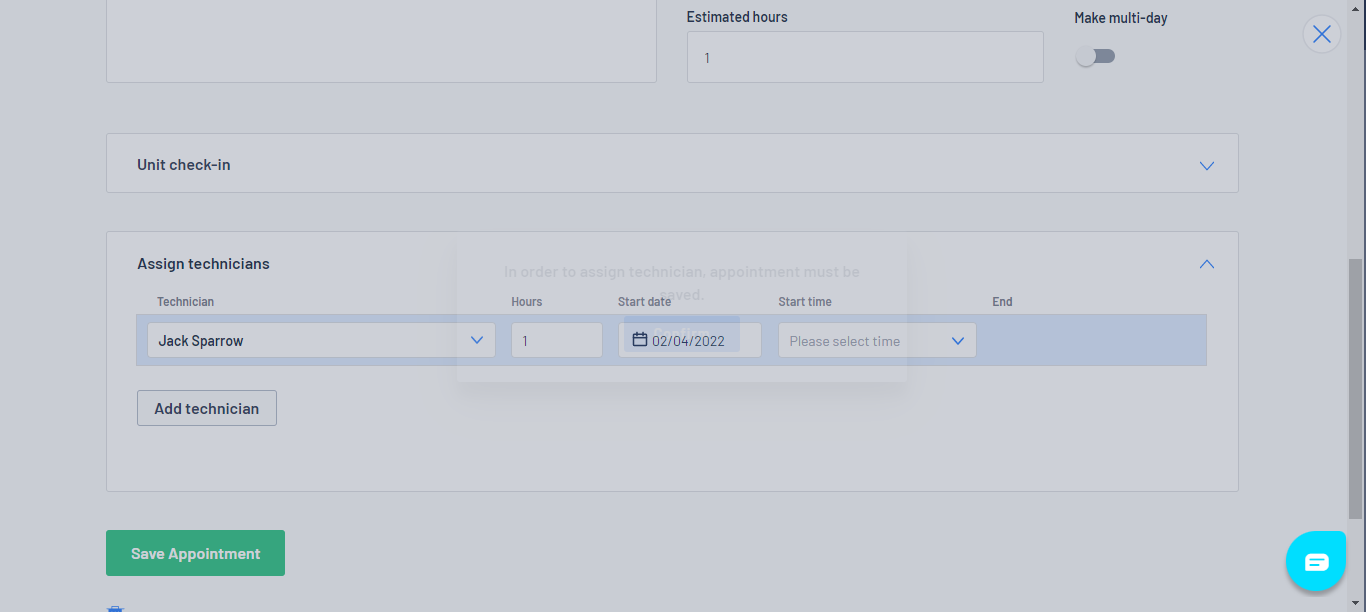 Estimated hours
Make multi-day
1
Unit check-in
Assign technicians
In order to assign technician, appointment must be
saved.
Technician
Hours
Start date
Start time
End
Jack Sparrow
1
02/04/2022
Please select time
Confirm
Add technician
Save Appointment